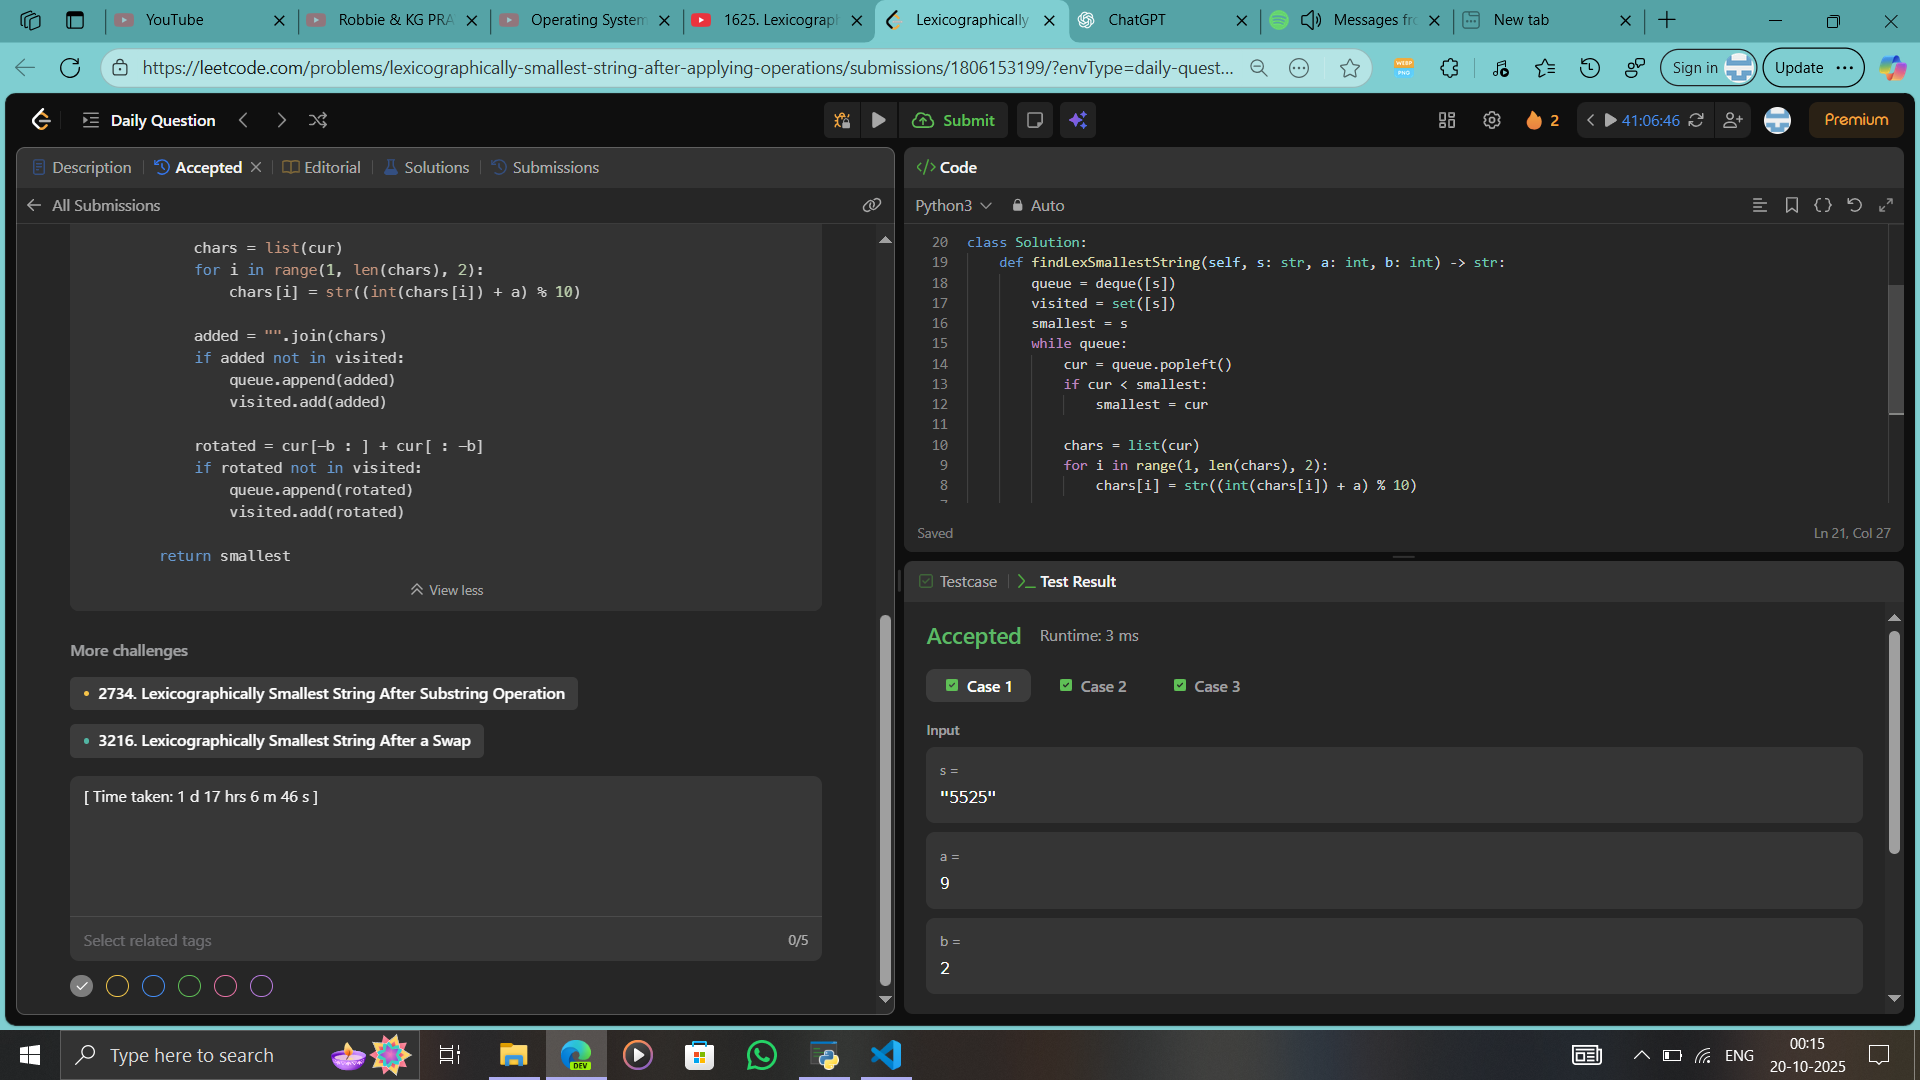 YouTube
Robbie & KG PRA
Operating System
1625. Lexicograph
Lexicographically
ChatGPT
Messages fro
New tab
https://leetcode.com/problems/lexicographically-smallest-string-after-applying-operations/submissions/1806153199/?envType=daily-quest...
WEBP
PNG
Sign in
Update
Daily Question
Submit
2
41:06:46
Premium
Description
Accepted
Editorial
Solutions
Submissions
All Submissions
chars = list(cur)
for i in range(1, len(chars), 2):
chars[i] = str((int(chars[i]) + a) % 10)
added = "".join(chars)
if added not in visited:
queue.append(added)
visited.add(added)
rotated = cur[-b : ] + cur[ : -b]
if rotated not in visited:
queue.append(rotated)
visited.add(rotated)
return smallest
View less
More challenges
2734. Lexicographically Smallest String After Substring Operation
3216. Lexicographically Smallest String After a Swap
[ Time taken: 1 d 17 hrs 6 m 46 s ]
Select related tags
0/5
</> Code
Python3
Auto
20 class Solution:
19 def findLexSmallestString(self, s: str, a: int, b: int) -> str:
18 queue = deque([s])
17 visited = set([s])
16 smallest = s
15 while queue:
14 cur = queue.popleft()
13 if cur < smallest:
12 smallest = cur
11
10 chars = list(cur)
9 for i in range(1, len(chars), 2):
8 chars[i] = str((int(chars[i]) + a) % 10)
Saved
Ln 21, Col 27
Testcase
Test Result
Accepted
Runtime: 3 ms
Case 1
Case 2
Case 3
Input
s =
"5525"
a =
9
b =
2
Type here to search
DEV
ENG
00:15
20-10-2025